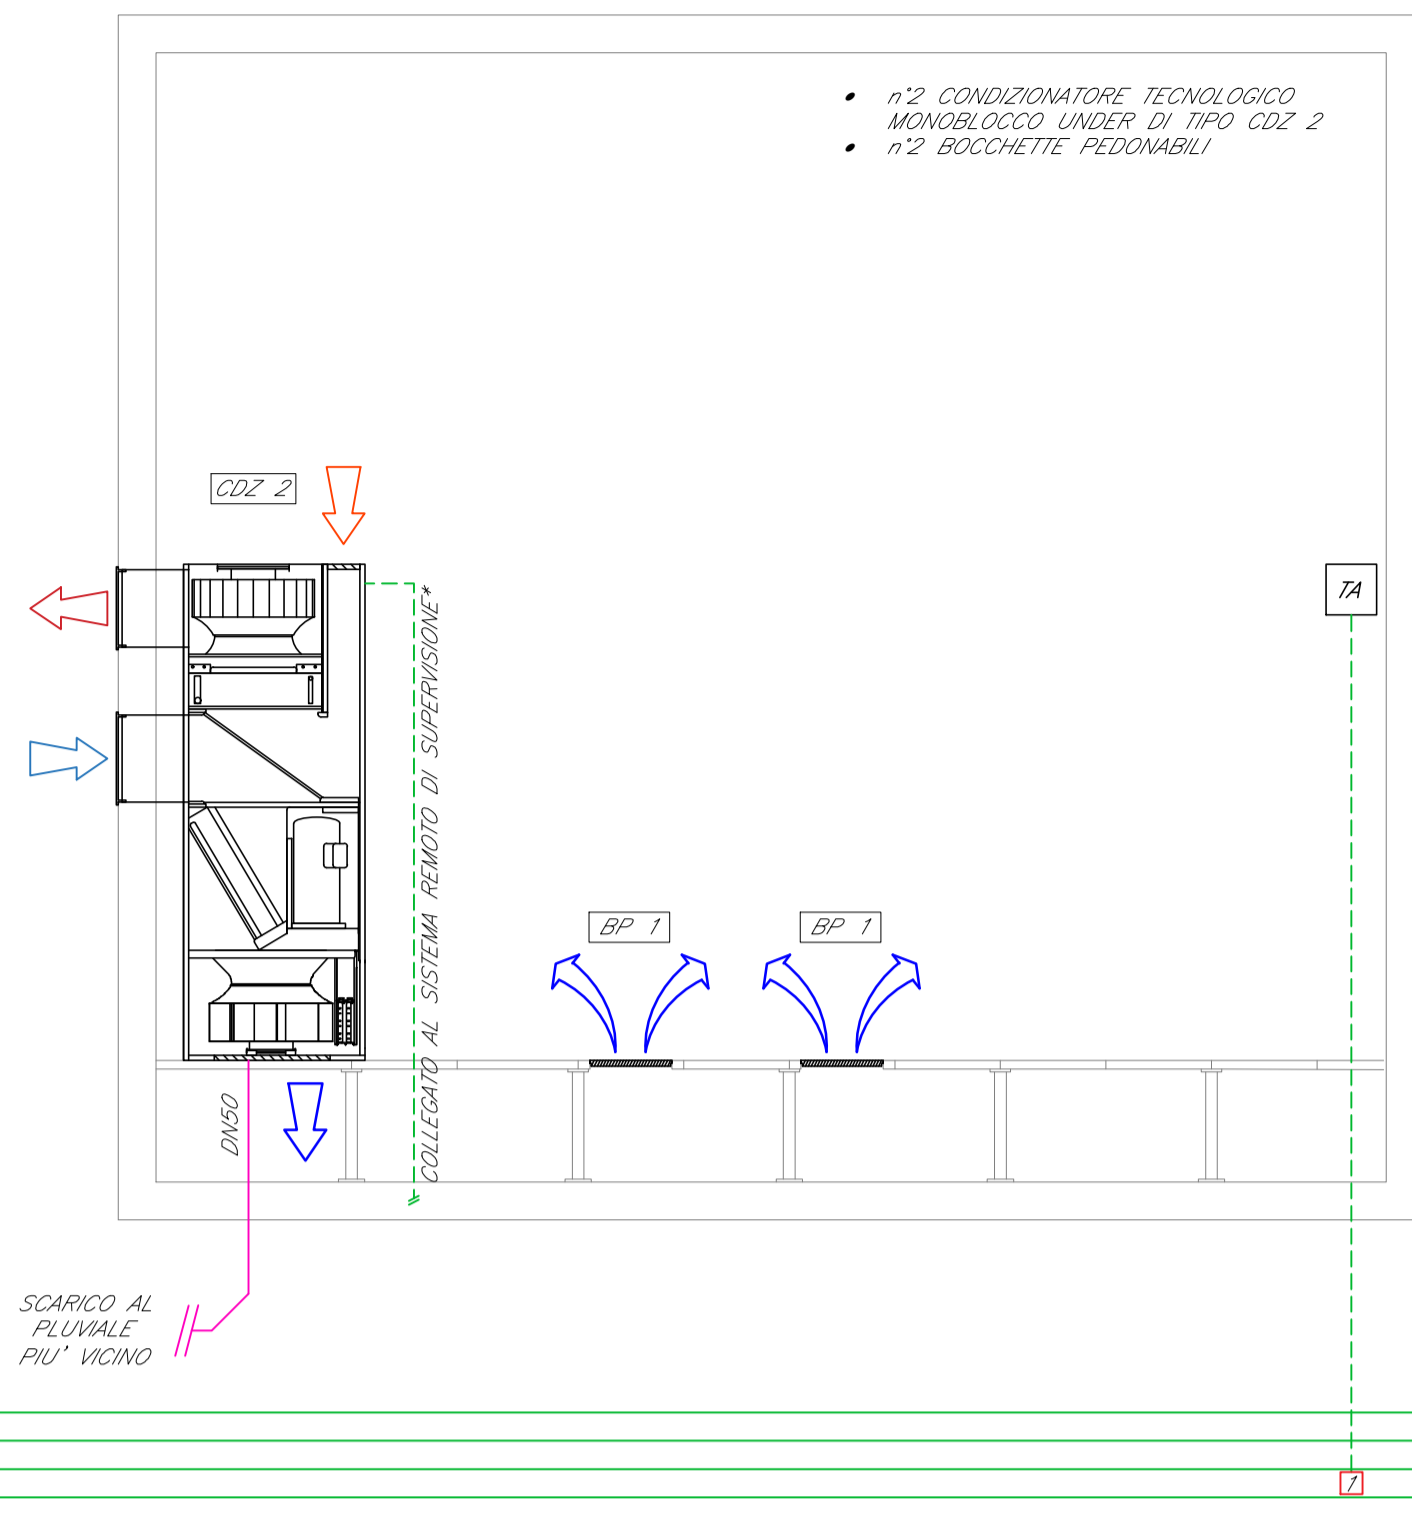 • n°2 CONDIZIONATORE TECNOLOGICO
MONOBLOCCO UNDER DI TIPO CDZ 2
• n°2 BOCCHETTE PEDONABILI
CDZ 2
TA
COLLEGATO AL SISTEMA REMOTO DI SUPERVISIONE*
BP 1
BP 1
DN50
SCARICO AL
PLUVIALE
PIU' VICINO
1